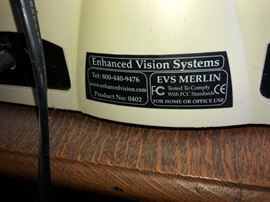 Enhanced Vision Systems
Tel: 800-440-9476
www.enhancedvision.com
Product No: 0402
EVS MERLIN
FC Tested To Comply
With FCC Standards
CE
FOR HOME OR OFFICE USE